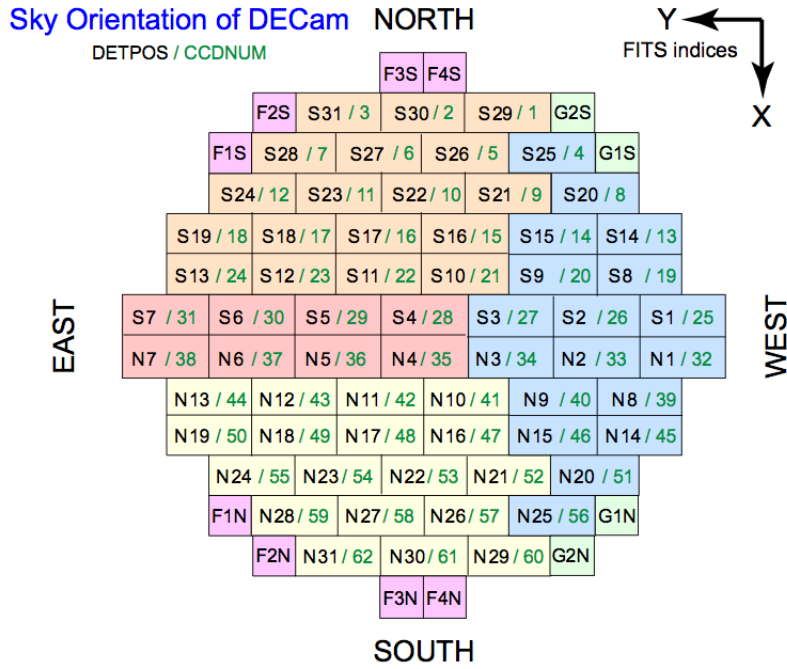 Sky Orientation of DECam NORTH Y
DETPOS / CCDNUM FITS indices
X
F3S F4S
F2S S31 / 3 S30 / 2 S29 / 1 G2S
F1S S28 / 7 S27 / 6 S26 / 5 S25 / 4 G1S
S24 / 12 S23 / 11 S22 / 10 S21 / 9 S20 / 8
S19 / 18 S18 / 17 S17 / 16 S16 / 15 S15 / 14 S14 / 13
S13 / 24 S12 / 23 S11 / 22 S10 / 21 S9 / 20 S8 / 19
EAST
S7 / 31 S6 / 30 S5 / 29 S4 / 28 S3 / 27 S2 / 26 S1 / 25
N7 / 38 N6 / 37 N5 / 36 N4 / 35 N3 / 34 N2 / 33 N1 / 32
WEST
N13 / 44 N12 / 43 N11 / 42 N10 / 41 N9 / 40 N8 / 39
N19 / 50 N18 / 49 N17 / 48 N16 / 47 N15 / 46 N14 / 45
N24 / 55 N23 / 54 N22 / 53 N21 / 52 N20 / 51
F1N N28 / 59 N27 / 58 N26 / 57 N25 / 56 G1N
F2N N31 / 62 N30 / 61 N29 / 60 G2N
F3N F4N
SOUTH